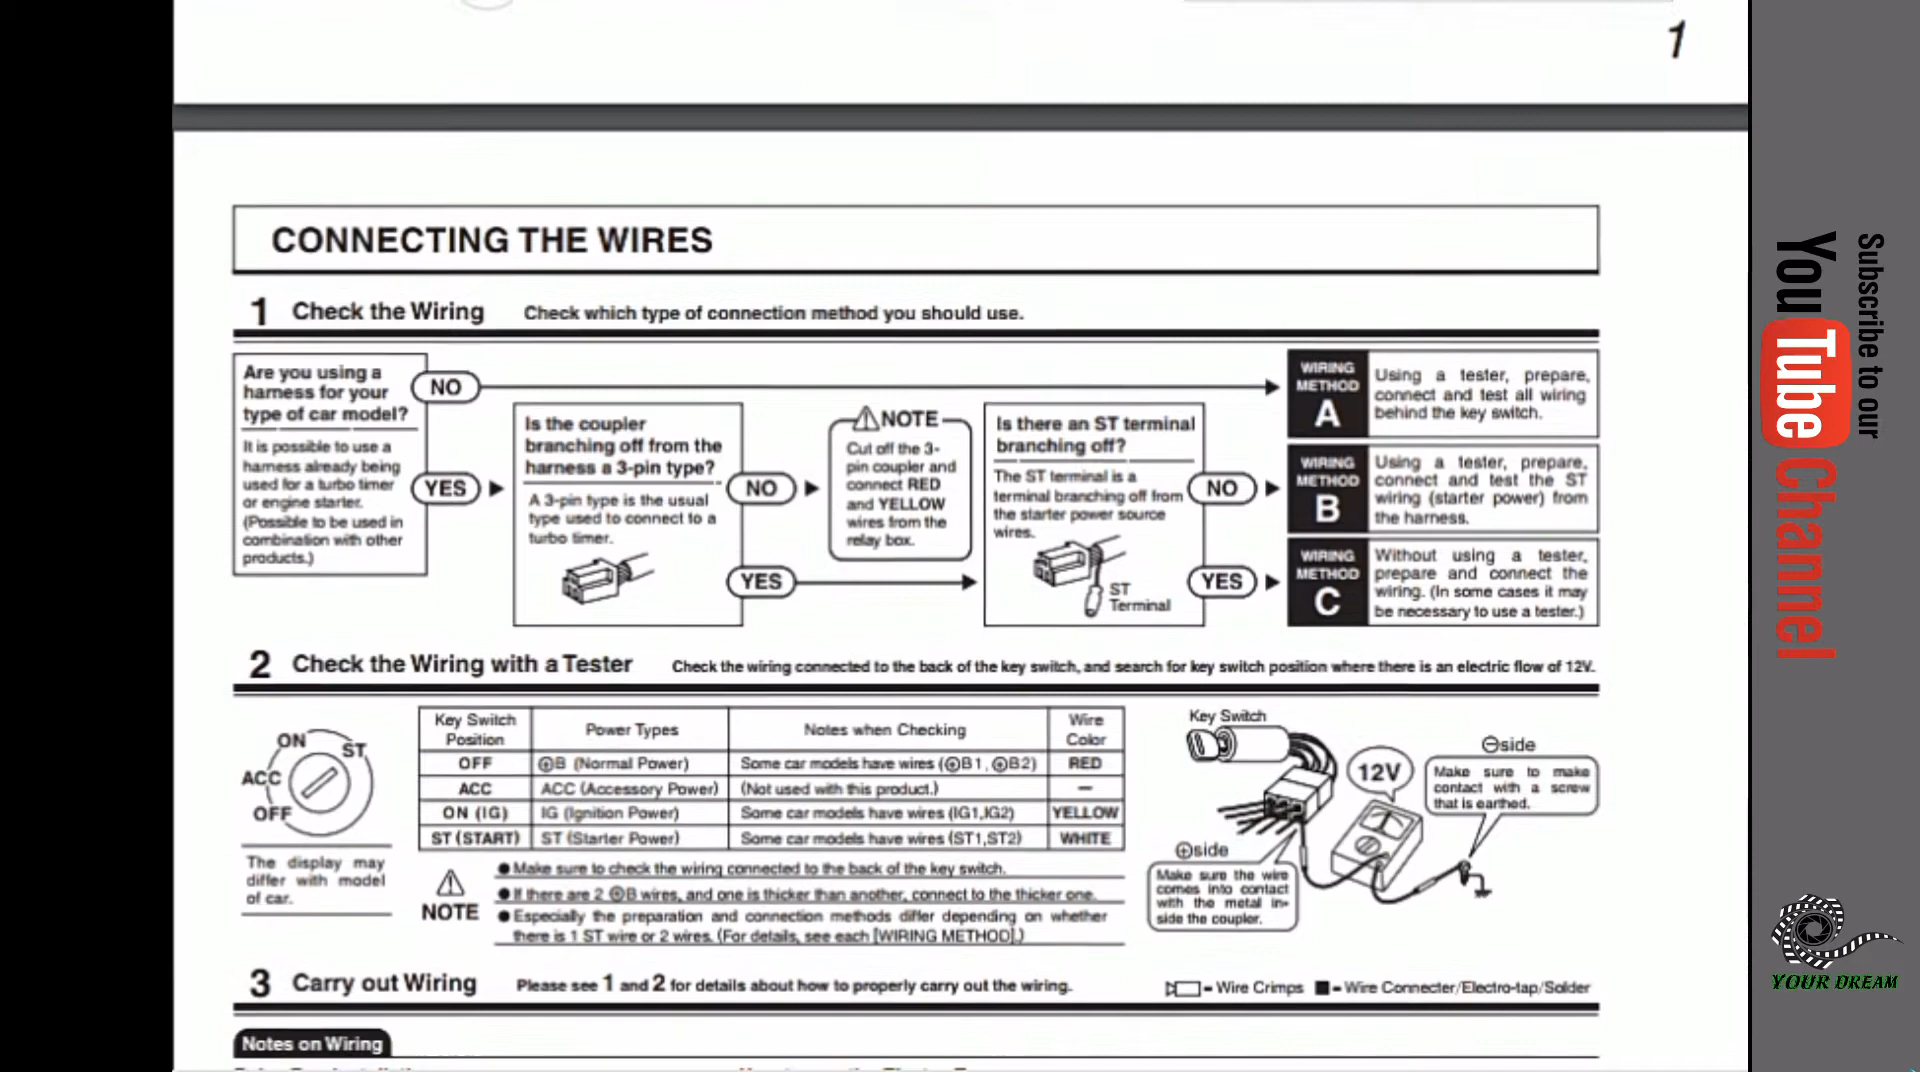 1
CONNECTING THE WIRES
1 Check the Wiring Check which type of connection method you should use.
Are you using a
harness for your
type of car model?
It is possible to use a
harness already being
used for a turbo timer
or engine starter.
(Possible to be used in
combination with other
products.)
NO
YES
Is the coupler
branching off from the
harness a 3-pin type?
A 3-pin type is the usual
type used to connect to a
turbo timer.
NO
YES
NOTE
Cut off the 3-
pin coupler and
connect RED
and YELLOW
wires from the
relay box.
Is there an ST terminal
branching off?
The ST terminal is a
terminal branching off from
the starter power source
wires.
ST
Terminal
NO
YES
WIRING
METHOD
A
Using a tester, prepare,
connect and test all wiring
behind the key switch.
WIRING
METHOD
B
Using a tester, prepare,
connect and test the ST
wiring (starter power) from
the harness.
WIRING
METHOD
C
Without using a tester,
prepare and connect the
wiring. (In some cases it may
be necessary to use a tester.)
2 Check the Wiring with a Tester Check the wiring connected to the back of the key switch, and search for key switch position where there is an electric flow of 12V.
ON
ST
ACC
OFF
The display may
differ with model
of car.
Key Switch Position Power Types Notes when Checking Wire Color
OFF ⊕B (Normal Power) Some car models have wires (⊕B1, ⊕B2) RED
ACC ACC (Accessory Power) (Not used with this product.) —
ON (IG) IG (Ignition Power) Some car models have wires (IG1,IG2) YELLOW
ST (START) ST (Starter Power) Some car models have wires (ST1,ST2) WHITE
NOTE
● Make sure to check the wiring connected to the back of the key switch.
● If there are 2 ⊕B wires, and one is thicker than another, connect to the thicker one.
● Especially the preparation and connection methods differ depending on whether
there is 1 ST wire or 2 wires. (For details, see each [WIRING METHOD].)
Key Switch
12V
⊖side
Make sure to make
contact with a screw
that is earthed.
⊕side
Make sure the wire
comes into contact
with the metal in-
side the coupler.
3 Carry out Wiring Please see 1 and 2 for details about how to properly carry out the wiring.
= Wire Crimps ■ = Wire Connecter/Electro-tap/Solder
Notes on Wiring
Subscribe to our
YouTube Channel
YOUR DREAM